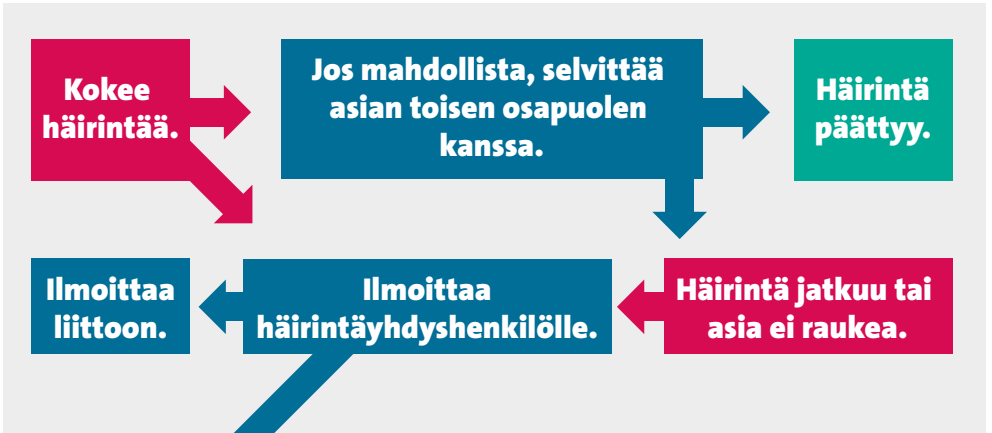 Kokee
häirintää.
Jos mahdollista, selvittää
asian toisen osapuolen
kanssa.
Häirintä
päättyy.
Ilmoittaa
liittoon.
Ilmoittaa
häirintäyhdyshenkilölle.
Häirintä jatkuu tai
asia ei raukea.